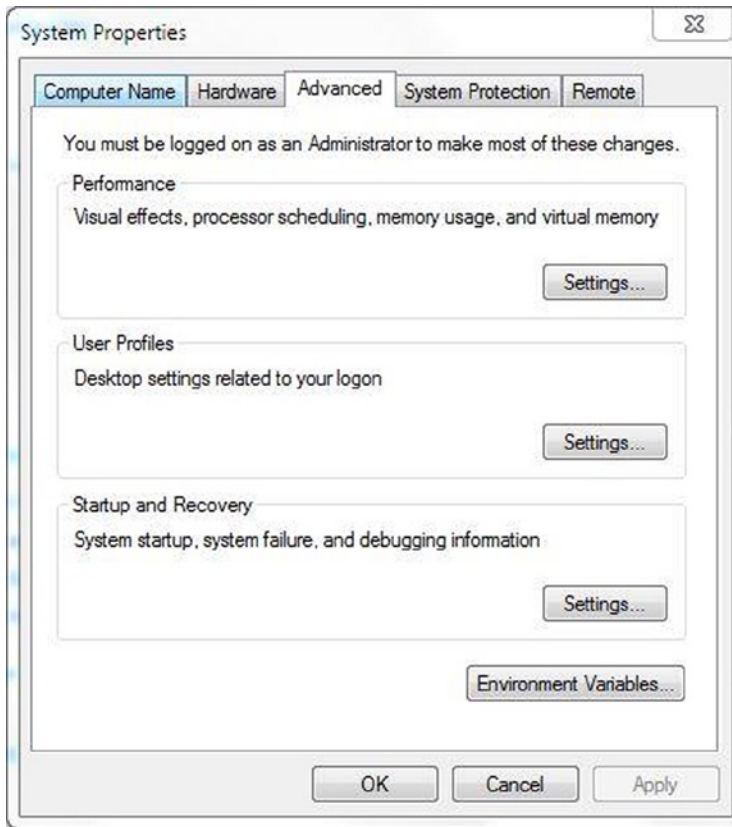 System Properties
Computer Name Hardware Advanced System Protection Remote
You must be logged on as an Administrator to make most of these changes.
Performance
Visual effects, processor scheduling, memory usage, and virtual memory
Settings...
User Profiles
Desktop settings related to your logon
Settings...
Startup and Recovery
System startup, system failure, and debugging information
Settings...
Environment Variables...
OK Cancel Apply